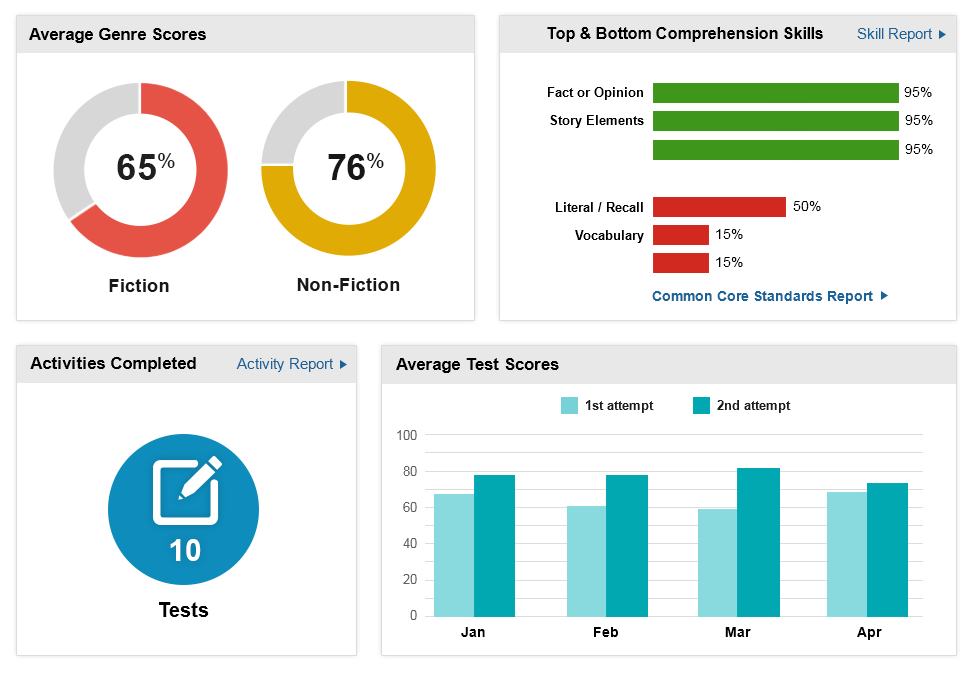 Average Genre Scores
65%
76%
Fiction
Non-Fiction
Top & Bottom Comprehension Skills
Skill Report
Fact or Opinion 95%
Story Elements 95%
95%
Literal / Recall 50%
Vocabulary 15%
15%
Common Core Standards Report
Activities Completed
Activity Report
10
Tests
Average Test Scores
1st attempt
2nd attempt
100
80
60
40
20
0
Jan Feb Mar Apr